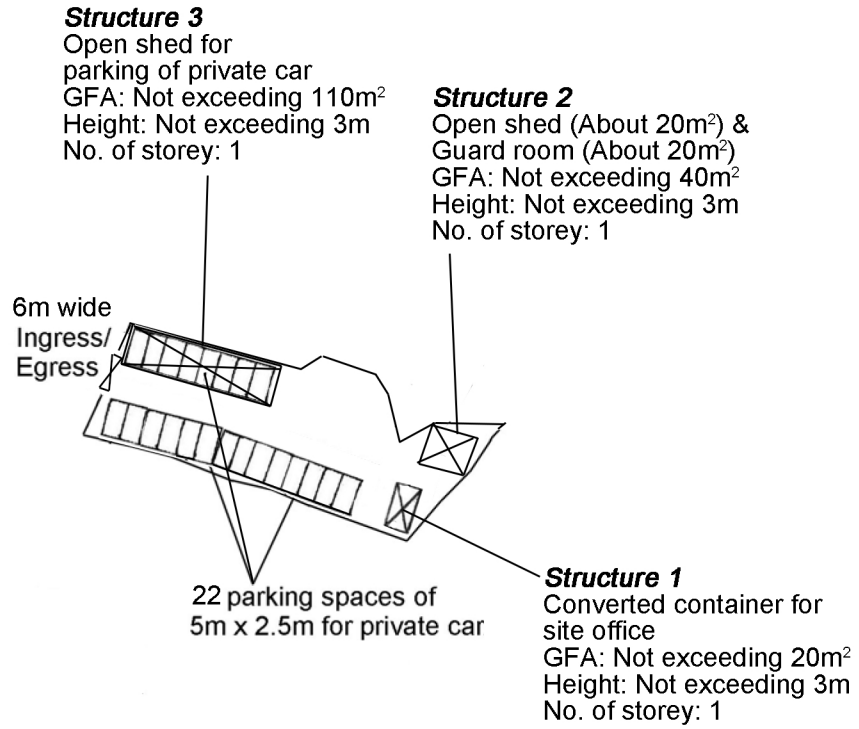 Structure 3
Open shed for
parking of private car
GFA: Not exceeding 110m²
Height: Not exceeding 3m
No. of storey: 1
Structure 2
Open shed (About 20m²) &
Guard room (About 20m²)
GFA: Not exceeding 40m²
Height: Not exceeding 3m
No. of storey: 1
6m wide
Ingress/
Egress
22 parking spaces of
5m x 2.5m for private car
Structure 1
Converted container for
site office
GFA: Not exceeding 20m²
Height: Not exceeding 3m
No. of storey: 1